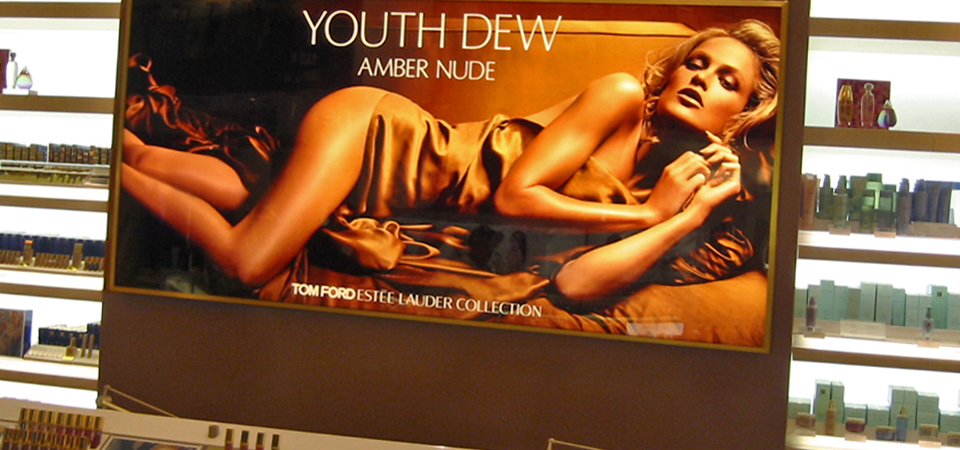 YOUTH DEW
AMBER NUDE
TOM FORD ESTEE LAUDER COLLECTION